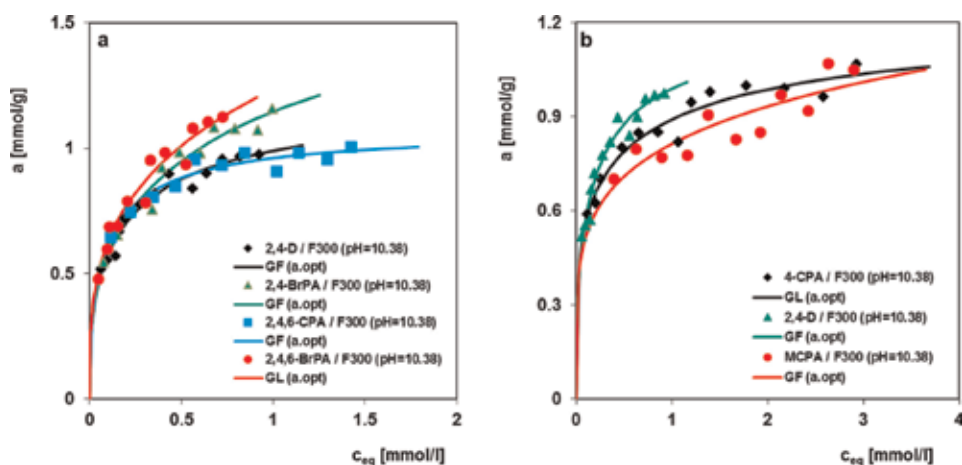 a
a [mmol/g]
1.5
1
0.5
0
0
0.5
1
1.5
2
c_eq [mmol/l]
2,4-D / F300 (pH=10.38)
GF (a.opt)
2,4-BrPA / F300 (pH=10.38)
GF (a.opt)
2,4,6-CPA / F300 (pH=10.38)
GF (a.opt)
2,4,6-BrPA / F300 (pH=10.38)
GL (a.opt)
b
a [mmol/g]
1.2
0.9
0.6
0.3
0
0
1
2
3
4
c_eq [mmol/l]
4-CPA / F300 (pH=10.38)
GL (a.opt)
2,4-D / F300 (pH=10.38)
GF (a.opt)
MCPA / F300 (pH=10.38)
GF (a.opt)